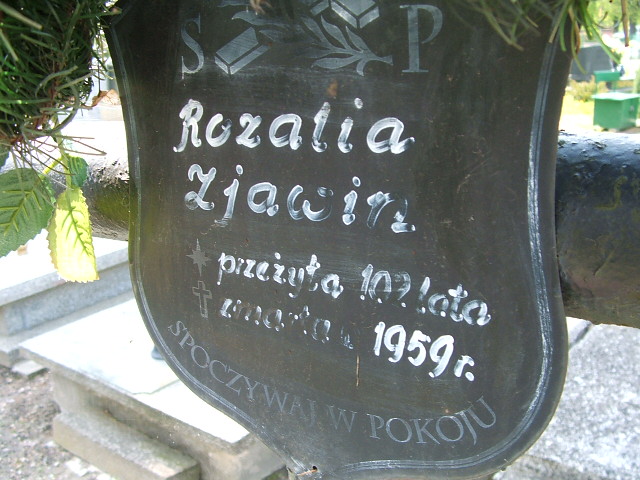 S P
Rozalia
Zjawin
przeżyła 102 lata
zmarła 1959 r.
SPOCZYWAJ W POKOJU